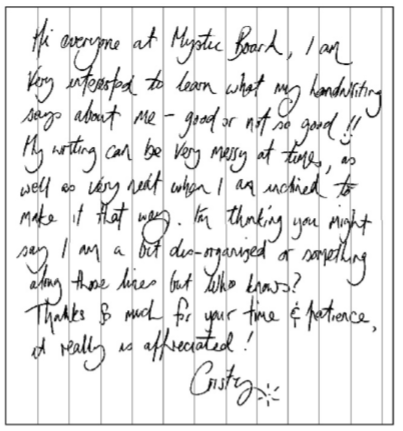 Hi everyone at Mystic Board, I am
very interested to learn what my handwriting
says about me - good or not so good!!
My writing can be very messy at times, as
well as very neat when I am inclined to
make it that way. I'm thinking you might
say I am a bit dis-organized or something
along those lines but who knows?
Thanks so much for your time & patience,
it really is appreciated!
Cristy